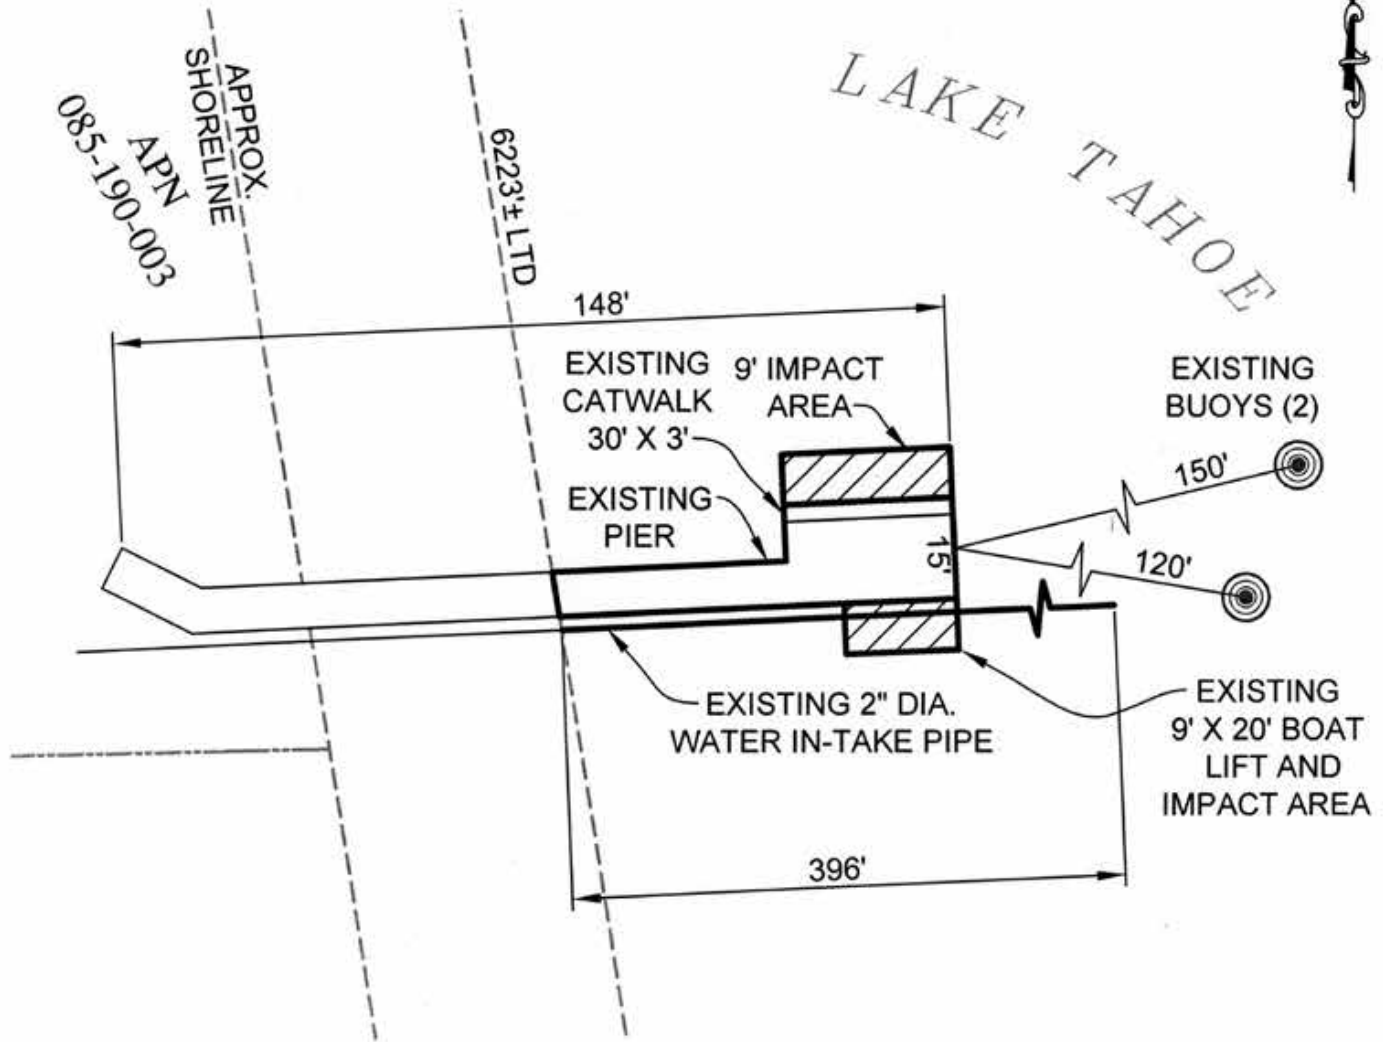 APPROX.
SHORELINE
APN
085-190-003
6223'± LTD
LAKE TAHOE
148'
EXISTING
CATWALK
30' X 3'
9' IMPACT
AREA
EXISTING
BUOYS (2)
150'
EXISTING
PIER
15'
120'
EXISTING 2" DIA.
WATER IN-TAKE PIPE
EXISTING
9' X 20' BOAT
LIFT AND
IMPACT AREA
396'